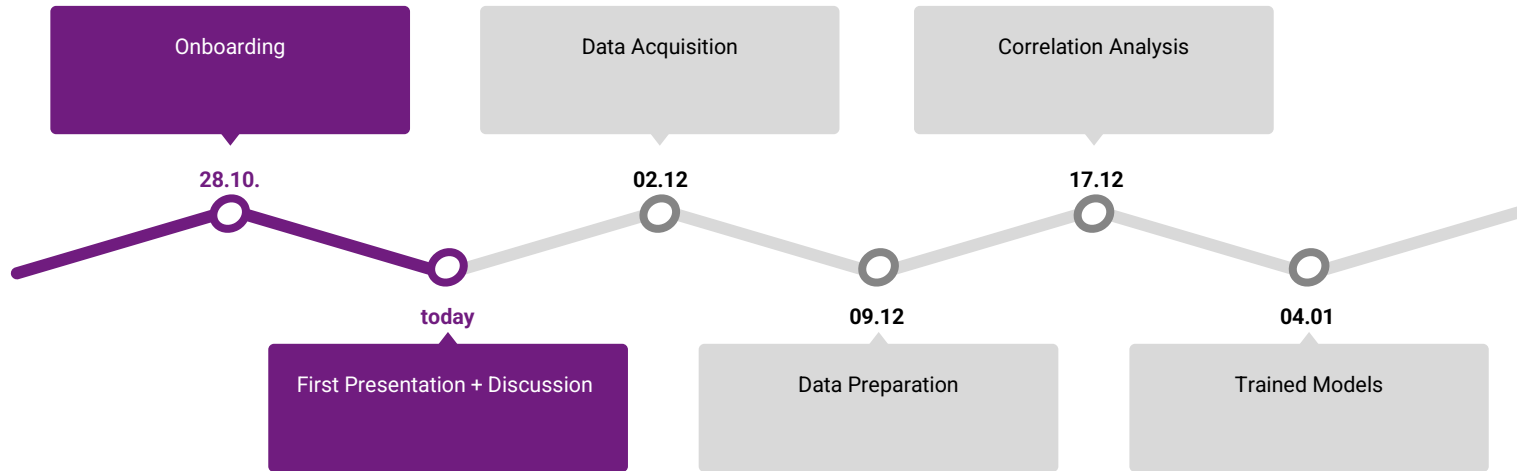 Onboarding
28.10.
today
First Presentation + Discussion
Data Acquisition
02.12
09.12
Data Preparation
Correlation Analysis
17.12
04.01
Trained Models